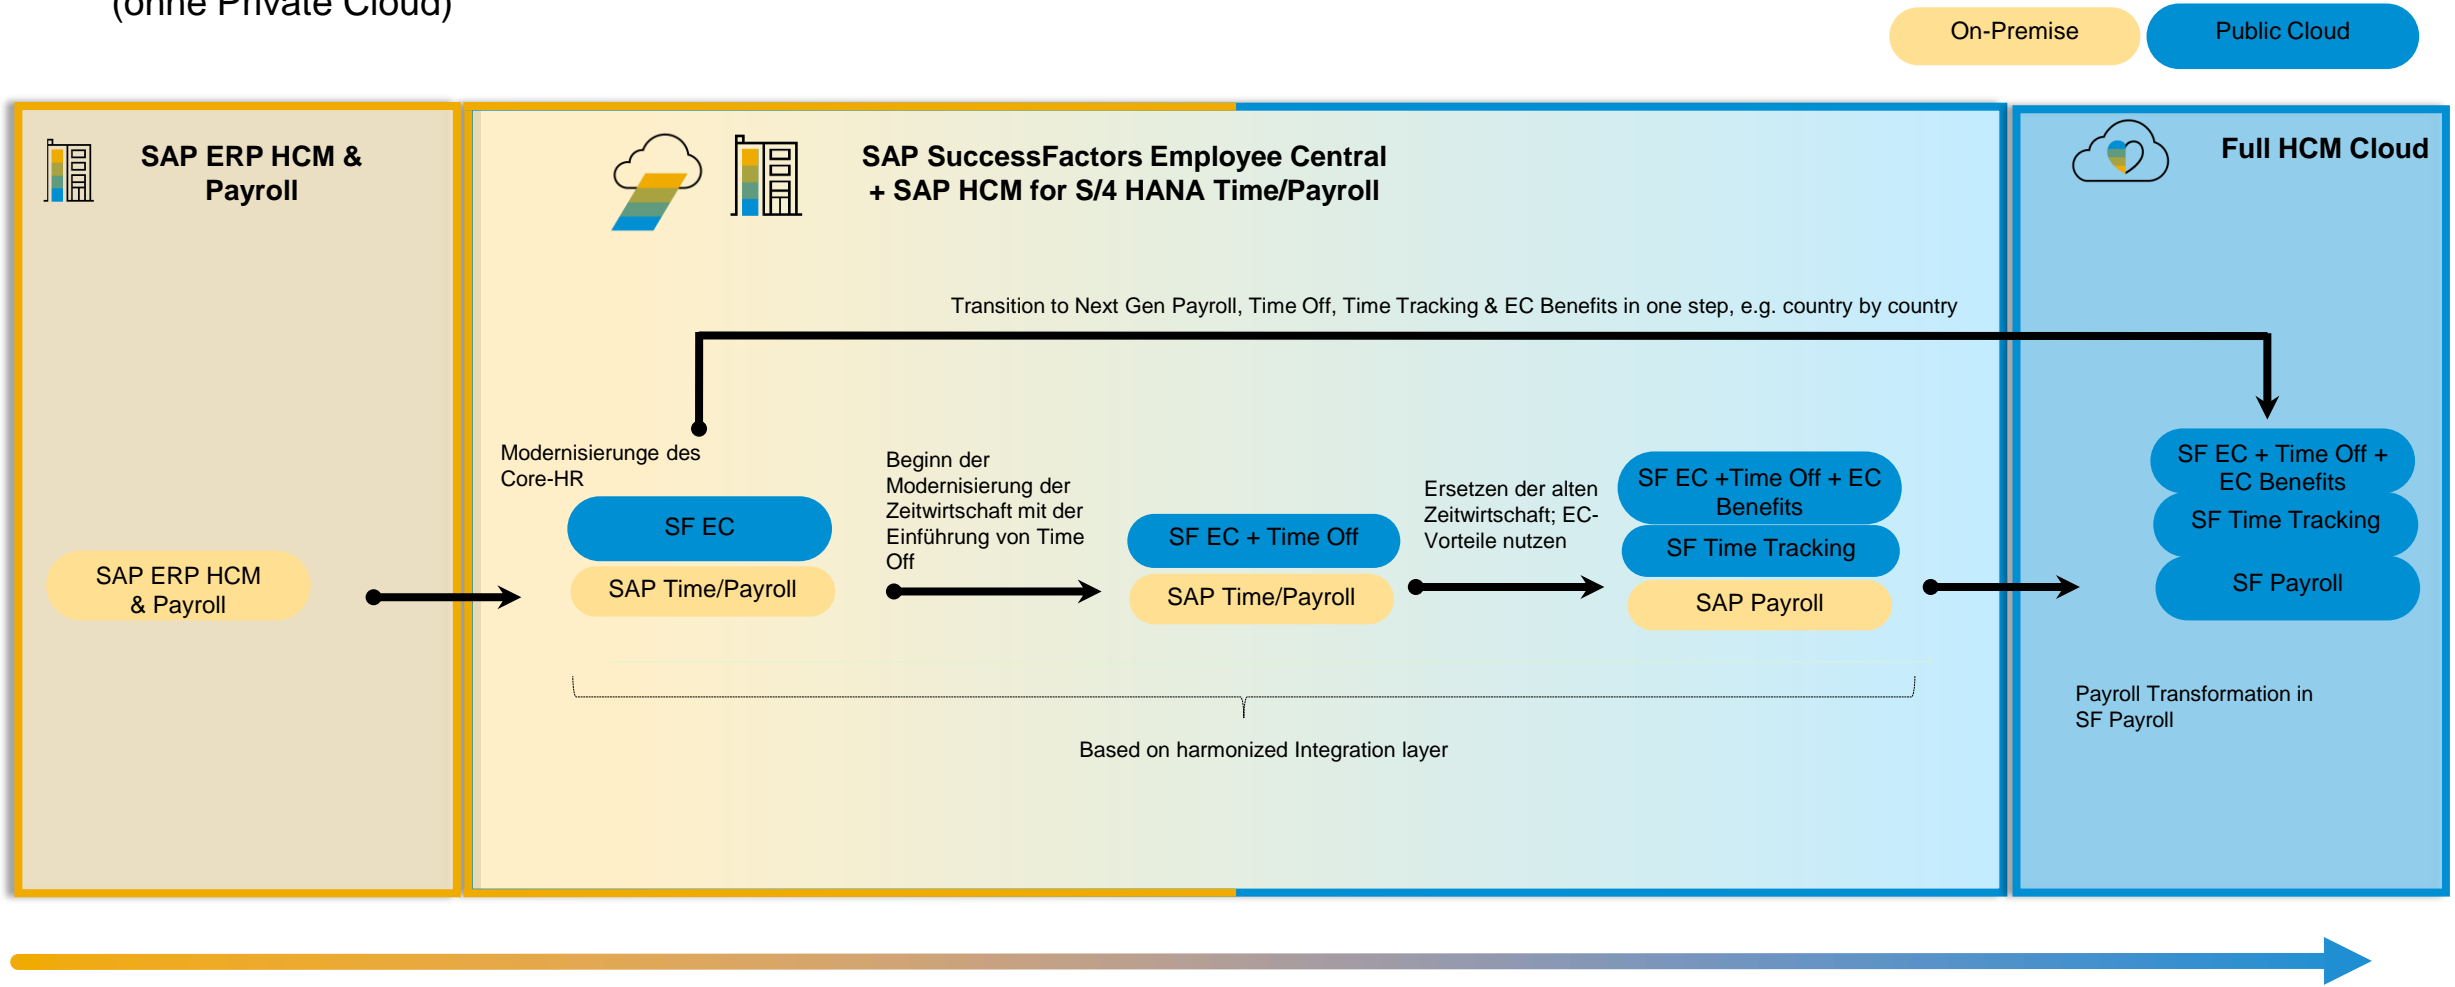 (ohne Private Cloud)
On-Premise
Public Cloud
SAP ERP HCM &
Payroll
SAP SuccessFactors Employee Central
+ SAP HCM for S/4 HANA Time/Payroll
Full HCM Cloud
Transition to Next Gen Payroll, Time Off, Time Tracking & EC Benefits in one step, e.g. country by country
SAP ERP HCM
& Payroll
Modernisierunge des
Core-HR
SF EC
SAP Time/Payroll
Beginn der
Modernisierung der
Zeitwirtschaft mit der
Einführung von Time
Off
SF EC + Time Off
SAP Time/Payroll
Ersetzen der alten
Zeitwirtschaft; EC-
Vorteile nutzen
SF EC +Time Off + EC
Benefits
SF Time Tracking
SAP Payroll
SF EC + Time Off +
EC Benefits
SF Time Tracking
SF Payroll
Payroll Transformation in
SF Payroll
Based on harmonized Integration layer